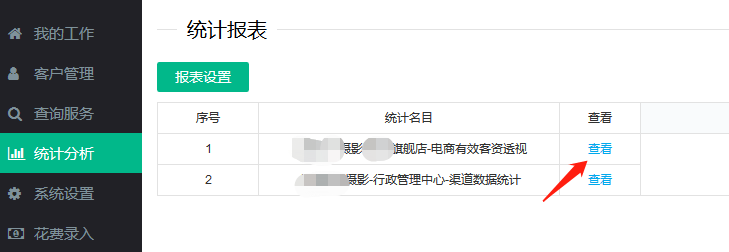 我的工作
客户管理
查询服务
统计分析
系统设置
花费录入
统计报表
报表设置
序号 统计名目 查看
1 摄影 旗舰店-电商有效客资透视 查看
2 摄影-行政管理中心-渠道数据统计 查看